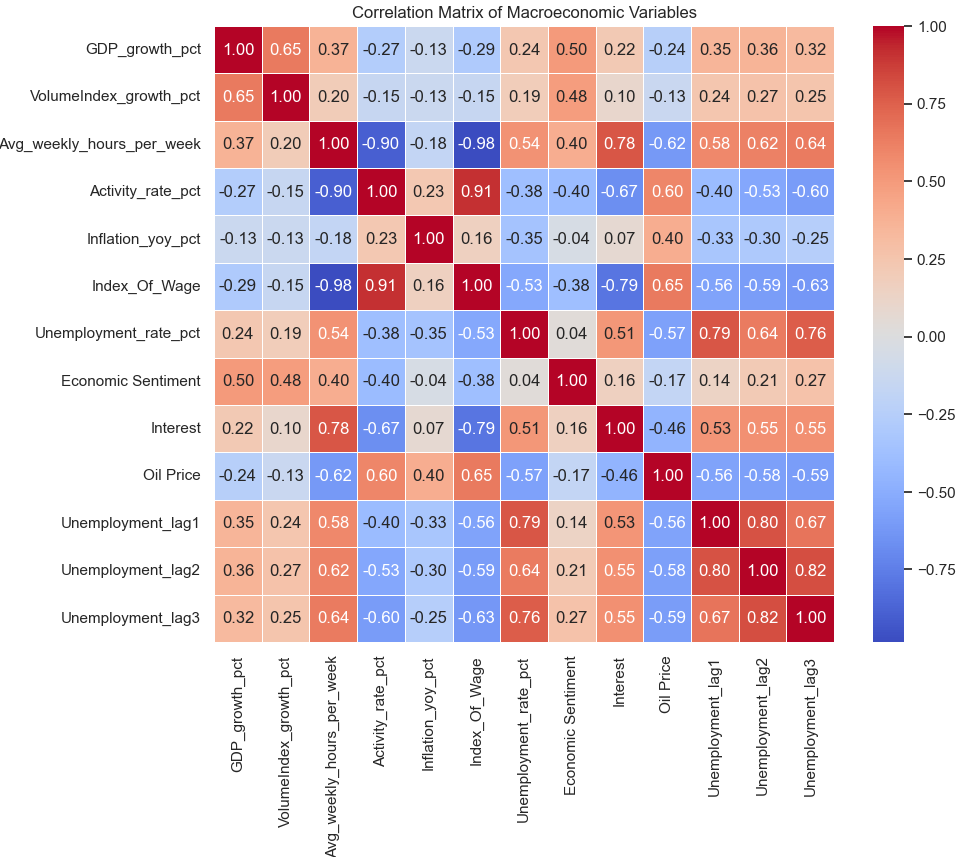 Correlation Matrix of Macroeconomic Variables
GDP_growth_pct 1.00 0.65 0.37 -0.27 -0.13 -0.29 0.24 0.50 0.22 -0.24 0.35 0.36 0.32
VolumeIndex_growth_pct 0.65 1.00 0.20 -0.15 -0.13 -0.15 0.19 0.48 0.10 -0.13 0.24 0.27 0.25
Avg_weekly_hours_per_week 0.37 0.20 1.00 -0.90 -0.18 -0.98 0.54 0.40 0.78 -0.62 0.58 0.62 0.64
Activity_rate_pct -0.27 -0.15 -0.90 1.00 0.23 0.91 -0.38 -0.40 -0.67 0.60 -0.40 -0.53 -0.60
Inflation_yoy_pct -0.13 -0.13 -0.18 0.23 1.00 0.16 -0.35 -0.04 0.07 0.40 -0.33 -0.30 -0.25
Index_Of_Wage -0.29 -0.15 -0.98 0.91 0.16 1.00 -0.53 -0.38 -0.79 0.65 -0.56 -0.59 -0.63
Unemployment_rate_pct 0.24 0.19 0.54 -0.38 -0.35 -0.53 1.00 0.04 0.51 -0.57 0.79 0.64 0.76
Economic Sentiment 0.50 0.48 0.40 -0.40 -0.04 -0.38 0.04 1.00 0.16 -0.17 0.14 0.21 0.27
Interest 0.22 0.10 0.78 -0.67 0.07 -0.79 0.51 0.16 1.00 -0.46 0.53 0.55 0.55
Oil Price -0.24 -0.13 -0.62 0.60 0.40 0.65 -0.57 -0.17 -0.46 1.00 -0.56 -0.58 -0.59
Unemployment_lag1 0.35 0.24 0.58 -0.40 -0.33 -0.56 0.79 0.14 0.53 -0.56 1.00 0.80 0.67
Unemployment_lag2 0.36 0.27 0.62 -0.53 -0.30 -0.59 0.64 0.21 0.55 -0.58 0.80 1.00 0.82
Unemployment_lag3 0.32 0.25 0.64 -0.60 -0.25 -0.63 0.76 0.27 0.55 -0.59 0.67 0.82 1.00
GDP_growth_pct
VolumeIndex_growth_pct
Avg_weekly_hours_per_week
Activity_rate_pct
Inflation_yoy_pct
Index_Of_Wage
Unemployment_rate_pct
Economic Sentiment
Interest
Oil Price
Unemployment_lag1
Unemployment_lag2
Unemployment_lag3
1.00
0.75
0.50
0.25
0.00
−0.25
−0.50
−0.75